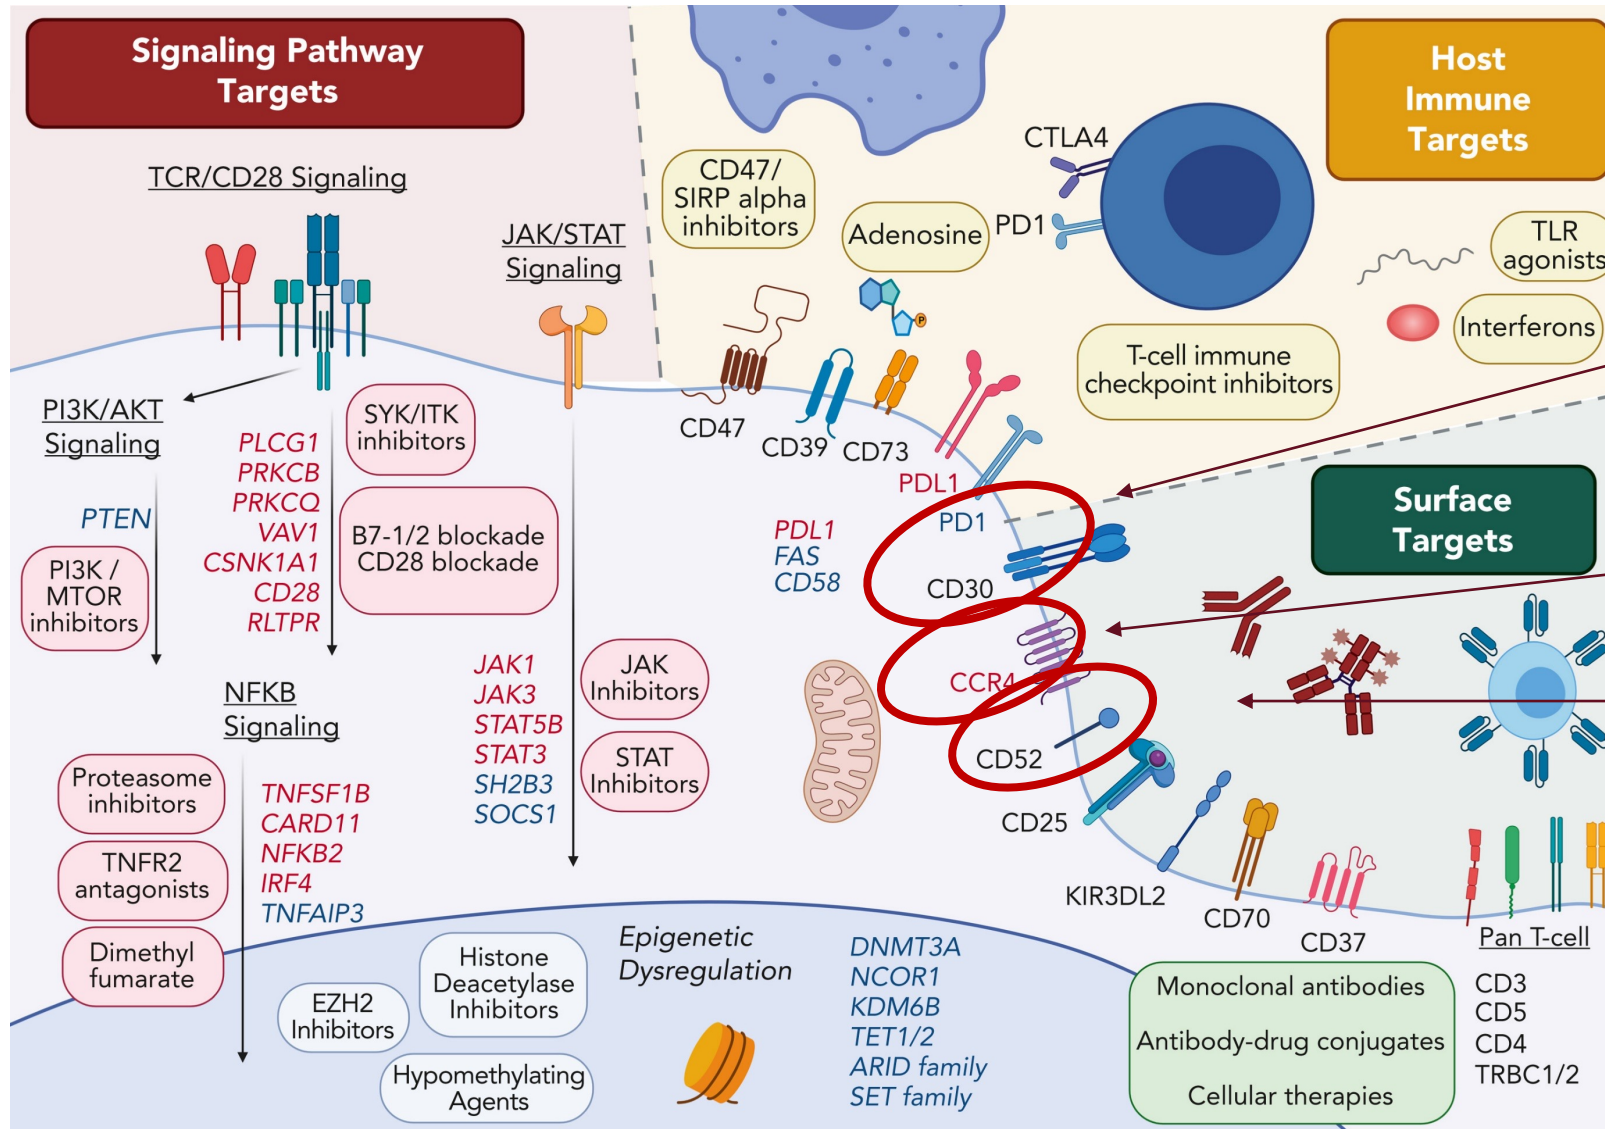 Signaling Pathway
Targets
TCR/CD28 Signaling
JAK/STAT
Signaling
PI3K/AKT
Signaling
SYK/ITK
inhibitors
PLCG1
PRKCB
PRKCQ
VAV1
CSNK1A1
CD28
RLTPR
PTEN
B7-1/2 blockade
CD28 blockade
PI3K /
MTOR
inhibitors
NFKB
Signaling
JAK1
JAK3
STAT5B
STAT3
SH2B3
SOCS1
JAK
Inhibitors
STAT
Inhibitors
Proteasome
inhibitors
TNFR2
antagonists
Dimethyl
fumarate
TNFSF1B
CARD11
NFKB2
IRF4
TNFAIP3
Host
Immune
Targets
CD47/
SIRP alpha
inhibitors
Adenosine
CTLA4
PD1
TLR
agonists
Interferons
T-cell immune
checkpoint inhibitors
CD47
CD39
CD73
PDL1
PD1
PDL1
FAS
CD58
Surface
Targets
CD30
CCR4
CD52
CD25
KIR3DL2
CD70
CD37
Pan T-cell
CD3
CD5
CD4
TRBC1/2
Monoclonal antibodies
Antibody-drug conjugates
Cellular therapies
Epigenetic
Dysregulation
Histone
Deacetylase
Inhibitors
EZH2
Inhibitors
Hypomethylating
Agents
DNMT3A
NCOR1
KDM6B
TET1/2
ARID family
SET family
P